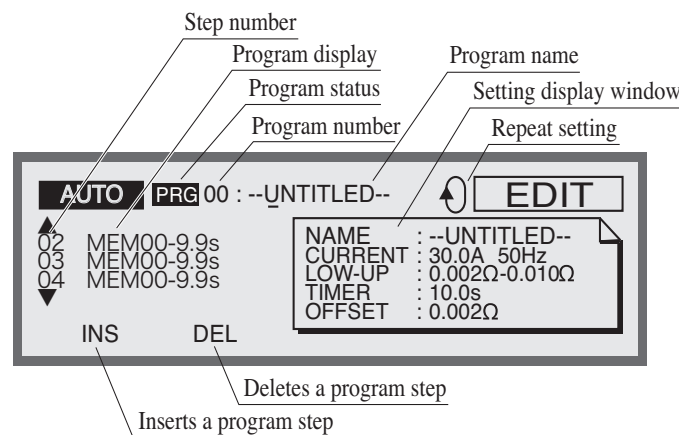 Step number
Program display
Program name
Program status
Setting display window
Program number
Repeat setting
AUTO PRG 00 : --UNTITLED-- EDIT
02 MEM00-9.9s
03 MEM00-9.9s
04 MEM00-9.9s
NAME : --UNTITLED--
CURRENT : 30.0A 50Hz
LOW-UP : 0.002Ω-0.010Ω
TIMER : 10.0s
OFFSET : 0.002Ω
INS DEL
Deletes a program step
Inserts a program step